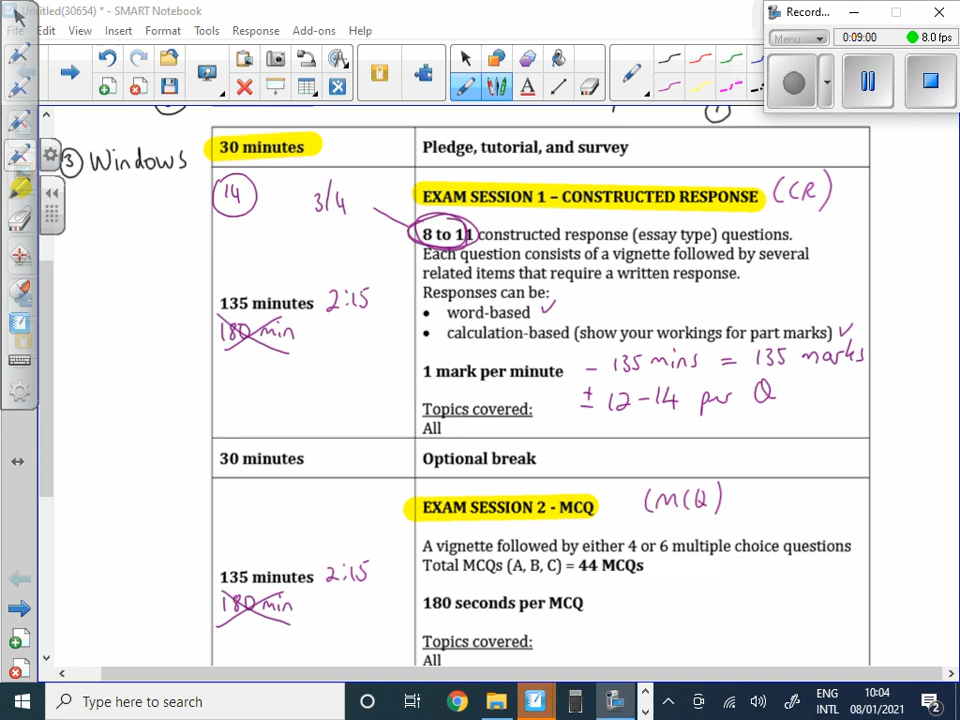 Untitled(30654) * - SMART Notebook
File Edit View Insert Format Tools Response Add-ons Help
Record...
Menu 0:09:00 8.0 fps
1
3 Windows
30 minutes Pledge, tutorial, and survey
14 3/4 EXAM SESSION 1 – CONSTRUCTED RESPONSE (CR)
8 to 11 constructed response (essay type) questions.
Each question consists of a vignette followed by several
related items that require a written response.
Responses can be:
135 minutes 2:15 • word-based ✓
180 min • calculation-based (show your workings for part marks) ✓
1 mark per minute – 135 mins = 135 marks
± 12-14 per Q
Topics covered:
All
30 minutes Optional break
EXAM SESSION 2 - MCQ (MCQ)
A vignette followed by either 4 or 6 multiple choice questions
Total MCQs (A, B, C) = 44 MCQs
135 minutes 2:15
180 min 180 seconds per MCQ
Topics covered:
All
Type here to search
ENG 10:04
INTL 08/01/2021
2